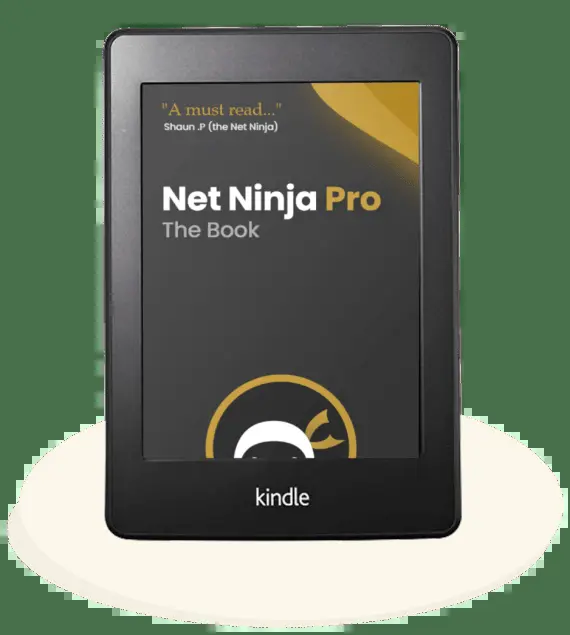 "A must read..."
Shaun .P (the Net Ninja)
Net Ninja Pro
The Book
kindle